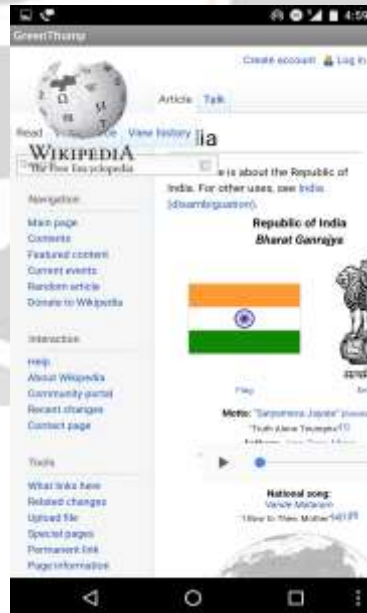 4:59
GreenThump
Create account Log in
Article Talk
Read View history
WIKIPEDIA
The Free Encyclopedia
is about the Republic of
India. For other uses, see India
(disambiguation).
Republic of India
Bharat Ganrajya
Flag
Motto: "Satyameva Jayate"
"Truth Alone Triumphs"[1]
National song:
Vande Mataram
Navigation
Main page
Contents
Featured content
Current events
Random article
Donate to Wikipedia
Interaction
Help
About Wikipedia
Community portal
Recent changes
Contact page
Tools
What links here
Related changes
Upload file
Special pages
Permanent link
Page information